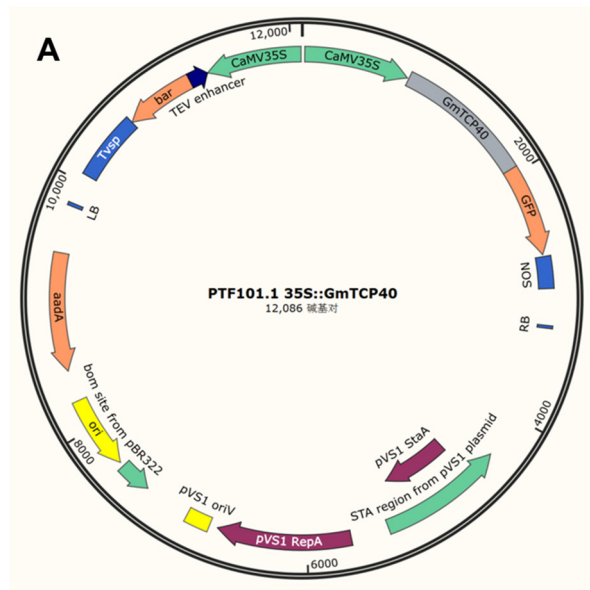 A
12,000
CaMV35S
CaMV35S
TEV enhancer
bar
Tvsp
10,000
LB
aadA
bom site from pBR322
ori
8000
pVS1 oriV
pVS1 RepA
6000
STA region from pVS1 plasmid
pVS1 StaA
4000
RB
NOS
GFP
2000
GmTCP40
PTF101.1 35S::GmTCP40
12,086 碱基对